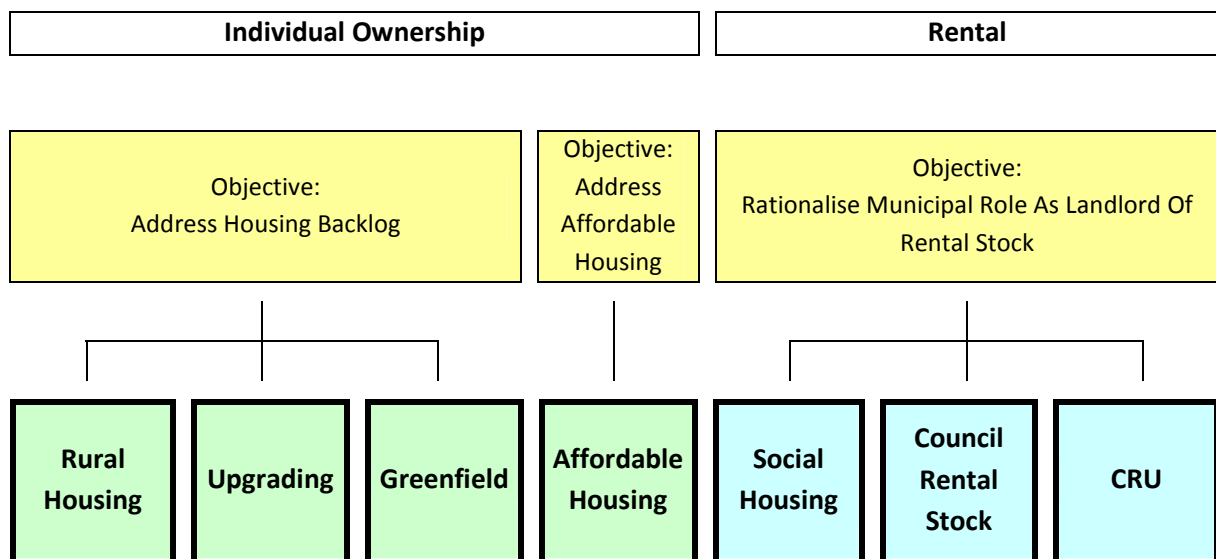 Individual Ownership
Rental
Objective:
Address Housing Backlog
Objective:
Address
Affordable
Housing
Objective:
Rationalise Municipal Role As Landlord Of
Rental Stock
Rural
Housing
Upgrading
Greenfield
Affordable
Housing
Social
Housing
Council
Rental
Stock
CRU